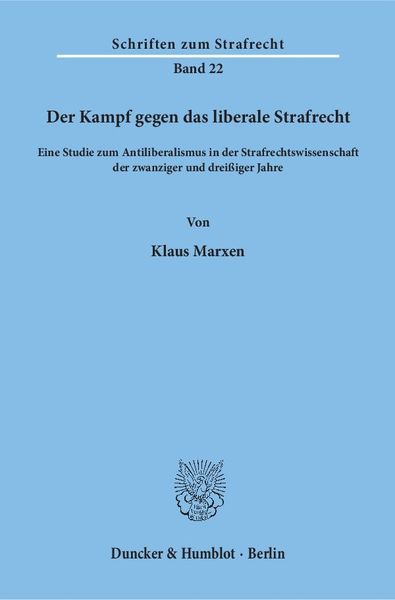 Schriften zum Strafrecht
Band 22
Der Kampf gegen das liberale Strafrecht
Eine Studie zum Antiliberalismus in der Strafrechtswissenschaft
der zwanziger und dreißiger Jahre
Von
Klaus Marxen
Duncker & Humblot · Berlin